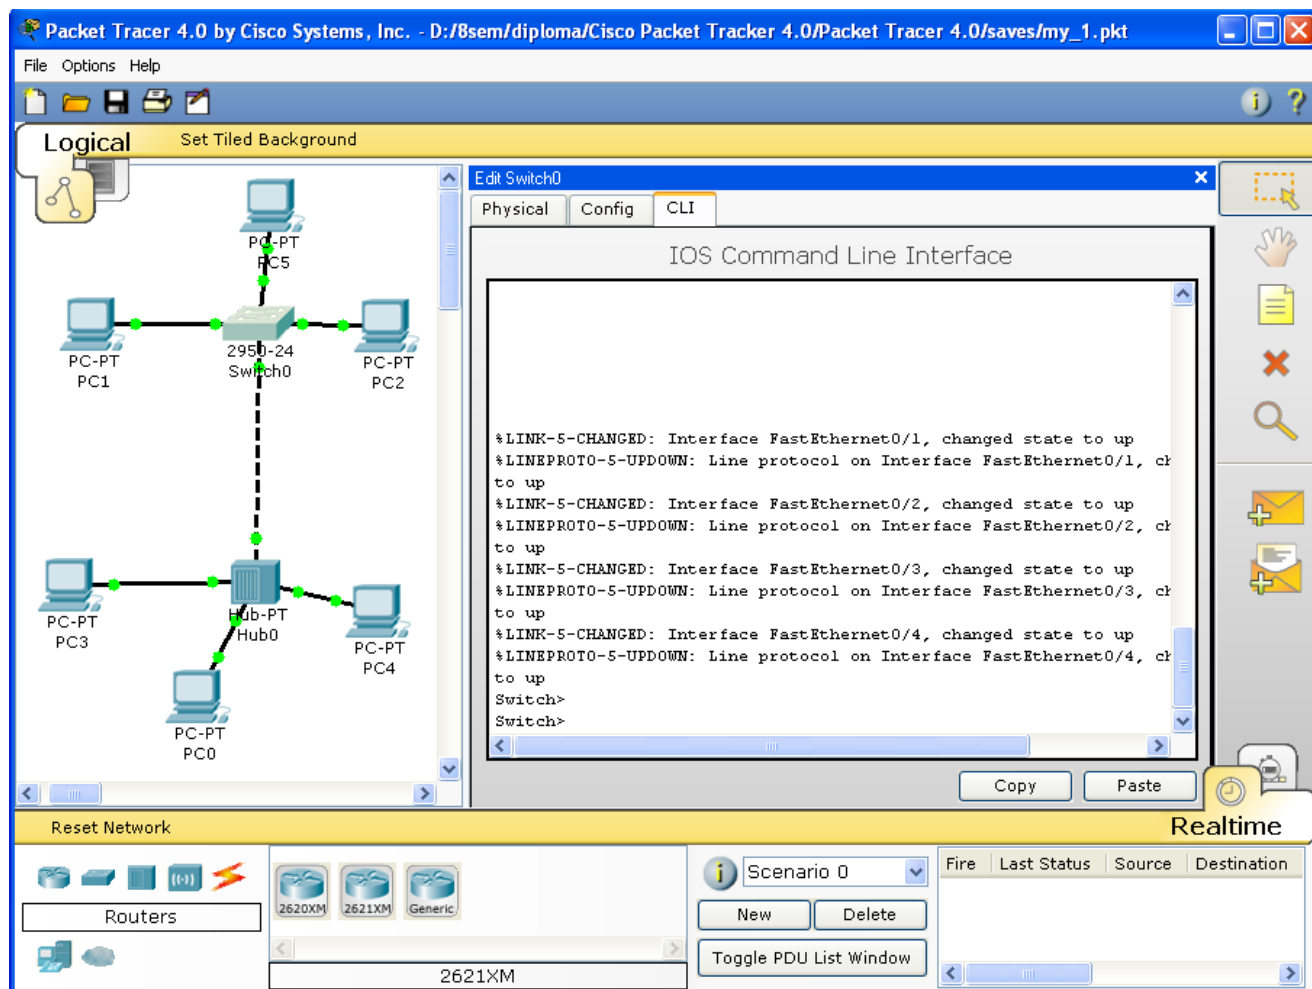 Packet Tracer 4.0 by Cisco Systems, Inc. - D:/8sem/diploma/Cisco Packet Tracker 4.0/Packet Tracer 4.0/saves/my_1.pkt
File Options Help
Logical
Set Tiled Background
PC-PT
PC5
PC-PT
PC1
2950-24
Switch0
PC-PT
PC2
PC-PT
PC3
Hub-PT
Hub0
PC-PT
PC4
PC-PT
PC0
Edit Switch0
Physical Config CLI
IOS Command Line Interface
%LINK-5-CHANGED: Interface FastEthernet0/1, changed state to up
%LINEPROTO-5-UPDOWN: Line protocol on Interface FastEthernet0/1, ch
to up
%LINK-5-CHANGED: Interface FastEthernet0/2, changed state to up
%LINEPROTO-5-UPDOWN: Line protocol on Interface FastEthernet0/2, ch
to up
%LINK-5-CHANGED: Interface FastEthernet0/3, changed state to up
%LINEPROTO-5-UPDOWN: Line protocol on Interface FastEthernet0/3, ch
to up
%LINK-5-CHANGED: Interface FastEthernet0/4, changed state to up
%LINEPROTO-5-UPDOWN: Line protocol on Interface FastEthernet0/4, ch
to up
Switch>
Switch>
Copy Paste
Reset Network
Realtime
Routers
2620XM 2621XM Generic
2621XM
Scenario 0
New Delete
Toggle PDU List Window
Fire Last Status Source Destination